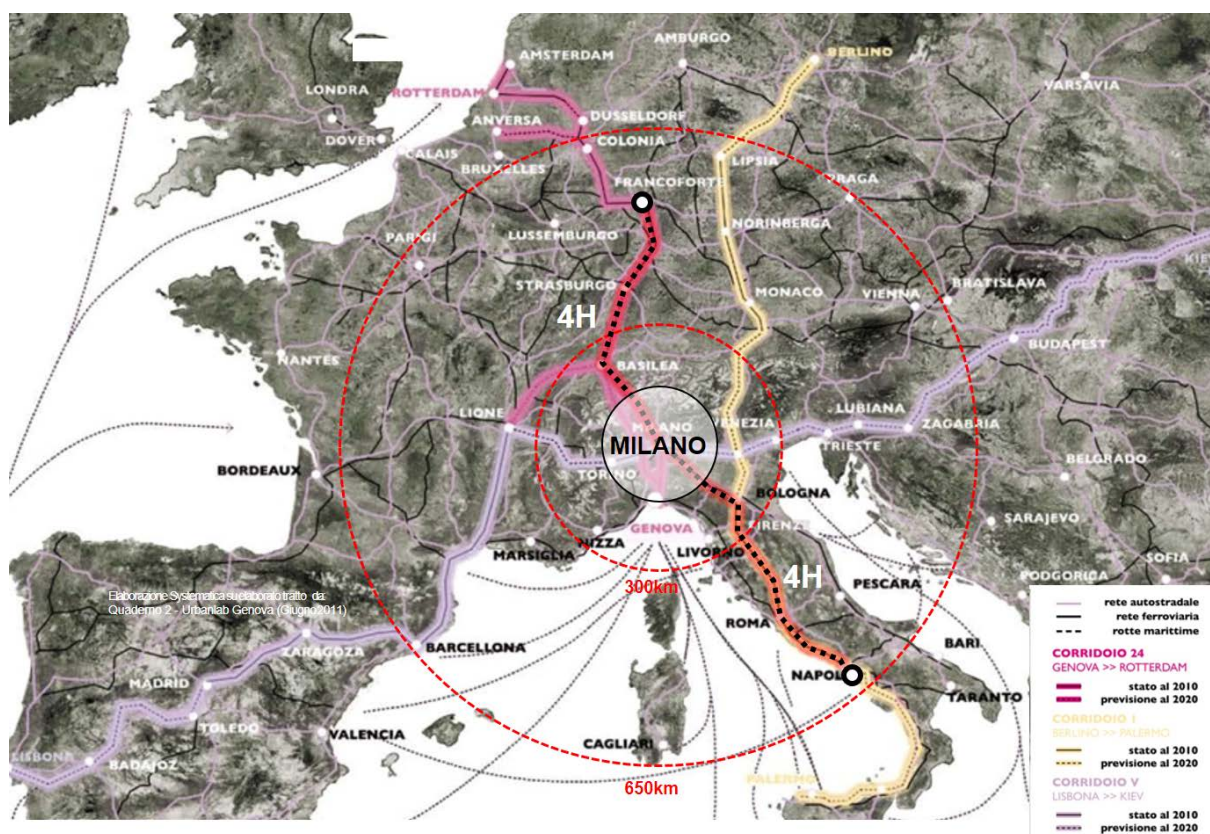 AMSTERDAM
AMBURGO
BERLINO
VARSAVIA
LONDRA
ROTTERDAM
DOVER
ANVERSA
DUSSELDORF
CALAIS
COLONIA
BRUXELLES
LIPSIA
FRANCOFORTE
PRAGA
LUSSEMBURGO
NORINBERGA
PARIGI
KIEV
STRASBURGO
BRATISLAVA
MONACO
VIENNA
4H
BUDAPEST
NANTES
BASILEA
LIONE
LUBIANA
MILANO
VENEZIA
ZAGABRIA
MILANO
TRIESTE
TORINO
BORDEAUX
BELGRADO
BOLOGNA
GENOVA
FIRENZE
SARAJEVO
NIZZA
MARSIGLIA
LIVORNO
SOFIA
4H
PODGORICA
300km
PESCARA
Elaborazione Systematica su elaborato tratto da:
Quaderno 2 - Urbanlab Genova (Giugno 2011)
ROMA
BARI
ZARAGOZA
BARCELLONA
NAPOLI
MADRID
TARANTO
TOLEDO
VALENCIA
CAGLIARI
LISBONA
BADAJOZ
PALERMO
650km
rete autostradale
rete ferroviaria
rotte marittime
CORRIDOIO 24
GENOVA >> ROTTERDAM
stato al 2010
previsione al 2020
CORRIDOIO 1
BERLINO >> PALERMO
stato al 2010
previsione al 2020
CORRIDOIO V
LISBONA >> KIEV
stato al 2010
previsione al 2020